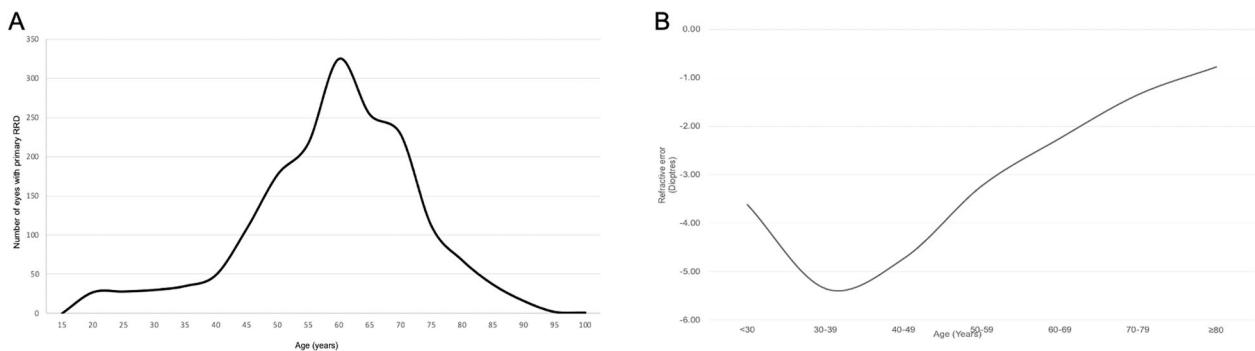 A
350
300
250
200
150
100
50
0
Number of eyes with primary RRD
15 20 25 30 35 40 45 50 55 60 65 70 75 80 85 90 95 100
Age (years)
B
0.00
-1.00
-2.00
-3.00
-4.00
-5.00
-6.00
Refractive error
(Dioptres)
<30 30-39 40-49 50-59 60-69 70-79 ≥80
Age (Years)